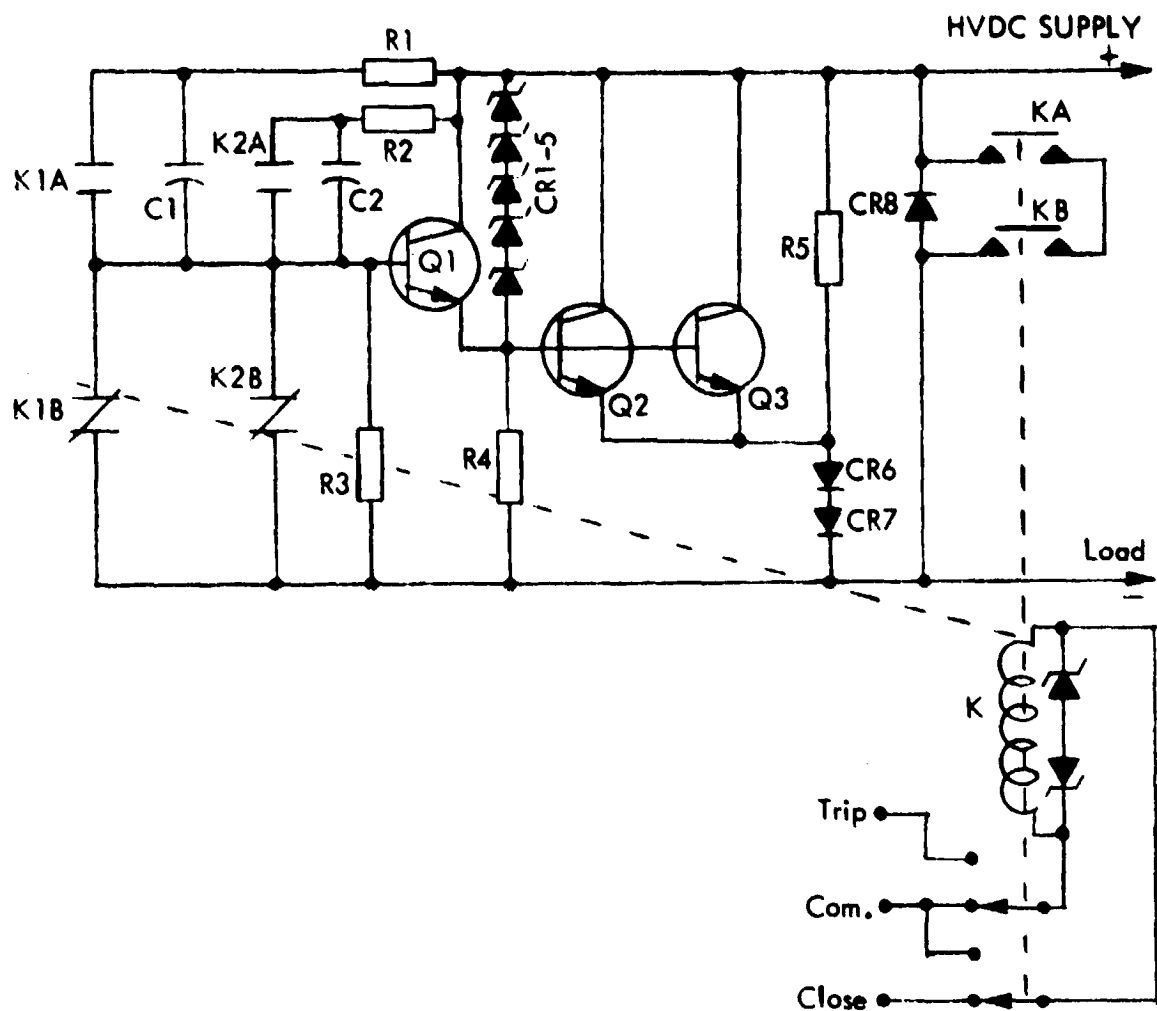 HVDC SUPPLY
+
R1
KA
K2A
R2
CR1-5
K1A
C1
C2
CR8
KB
Q1
R5
K2B
K1B
Q2
Q3
R3
R4
CR6
CR7
Load
–
K
Trip
Com.
Close